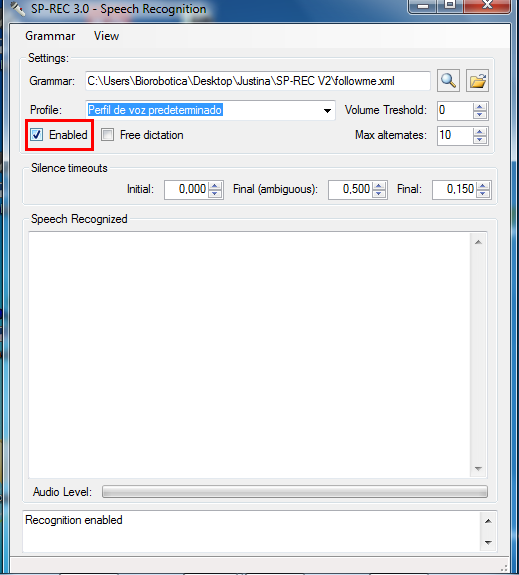 SP-REC 3.0 - Speech Recognition
Grammar View
Settings:
Grammar: C:\Users\Biorobotica\Desktop\Justina\SP-REC V2\followme.xml
Profile: Perfil de voz predeterminado Volume Treshold: 0
Enabled Free dictation Max alternates: 10
Silence timeouts
Initial: 0,000 Final (ambiguous): 0,500 Final: 0,150
Speech Recognized
Audio Level:
Recognition enabled